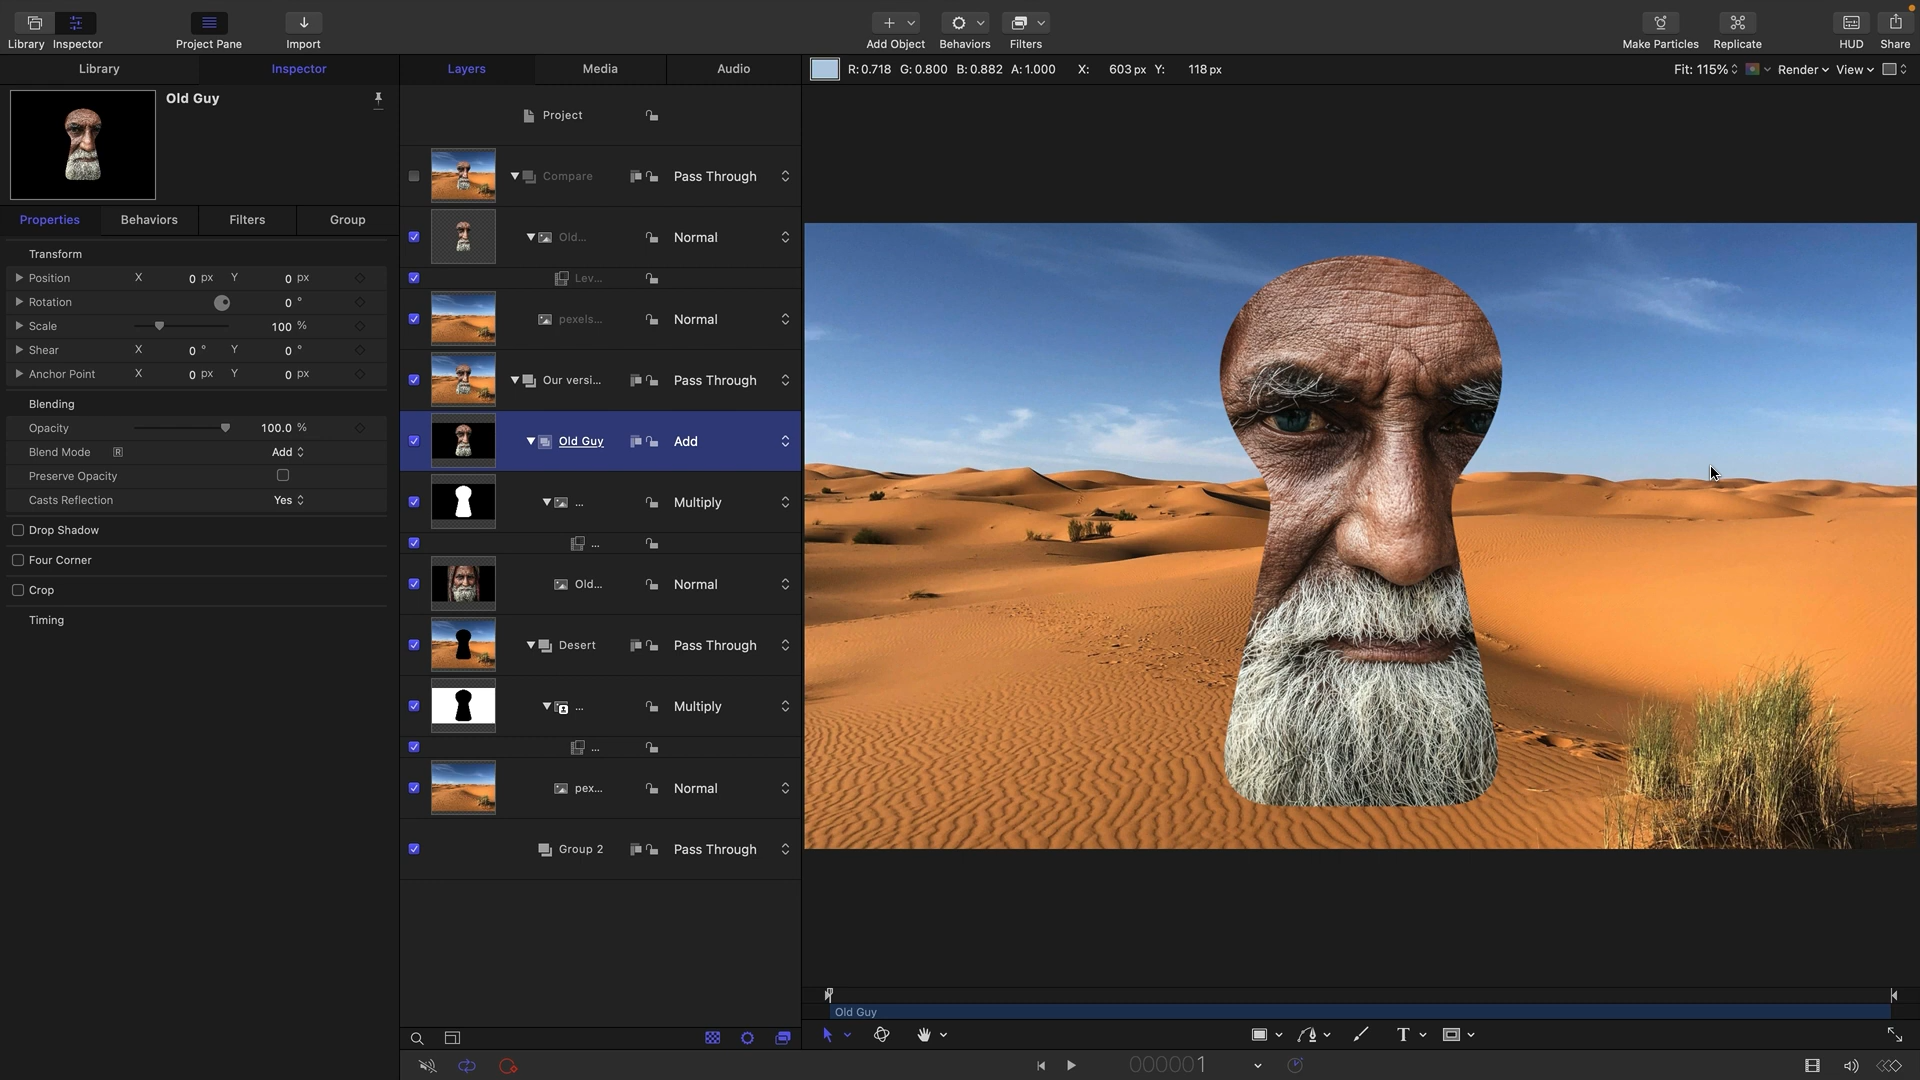 Library Inspector Project Pane Import Add Object Behaviors Filters Make Particles Replicate HUD Share
Library Inspector Layers Media Audio R:0.718 G:0.800 B:0.882 A:1.000 X: 603 px Y: 118 px Fit: 115% Render View
Old Guy
Project
Compare Pass Through
Properties Behaviors Filters Group
Old... Normal
Transform
Position X 0 px Y 0 px
Lev...
Rotation 0 °
Scale 100 %
pexels... Normal
Shear X 0 ° Y 0 °
Anchor Point X 0 px Y 0 px
Our versi... Pass Through
Blending
Opacity 100.0 %
Old Guy Add
Blend Mode R Add
Preserve Opacity
Casts Reflection Yes
... Multiply
Drop Shadow
...
Four Corner
Old... Normal
Crop
Timing
Desert Pass Through
... Multiply
...
pex... Normal
Group 2 Pass Through
Old Guy
T
0000001